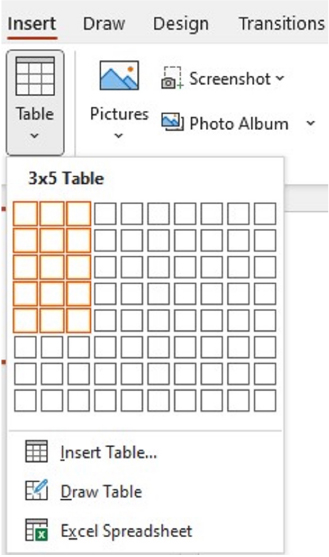 Insert Draw Design Transitions
Table
Pictures
Screenshot
Photo Album
3x5 Table
Insert Table...
Draw Table
Excel Spreadsheet